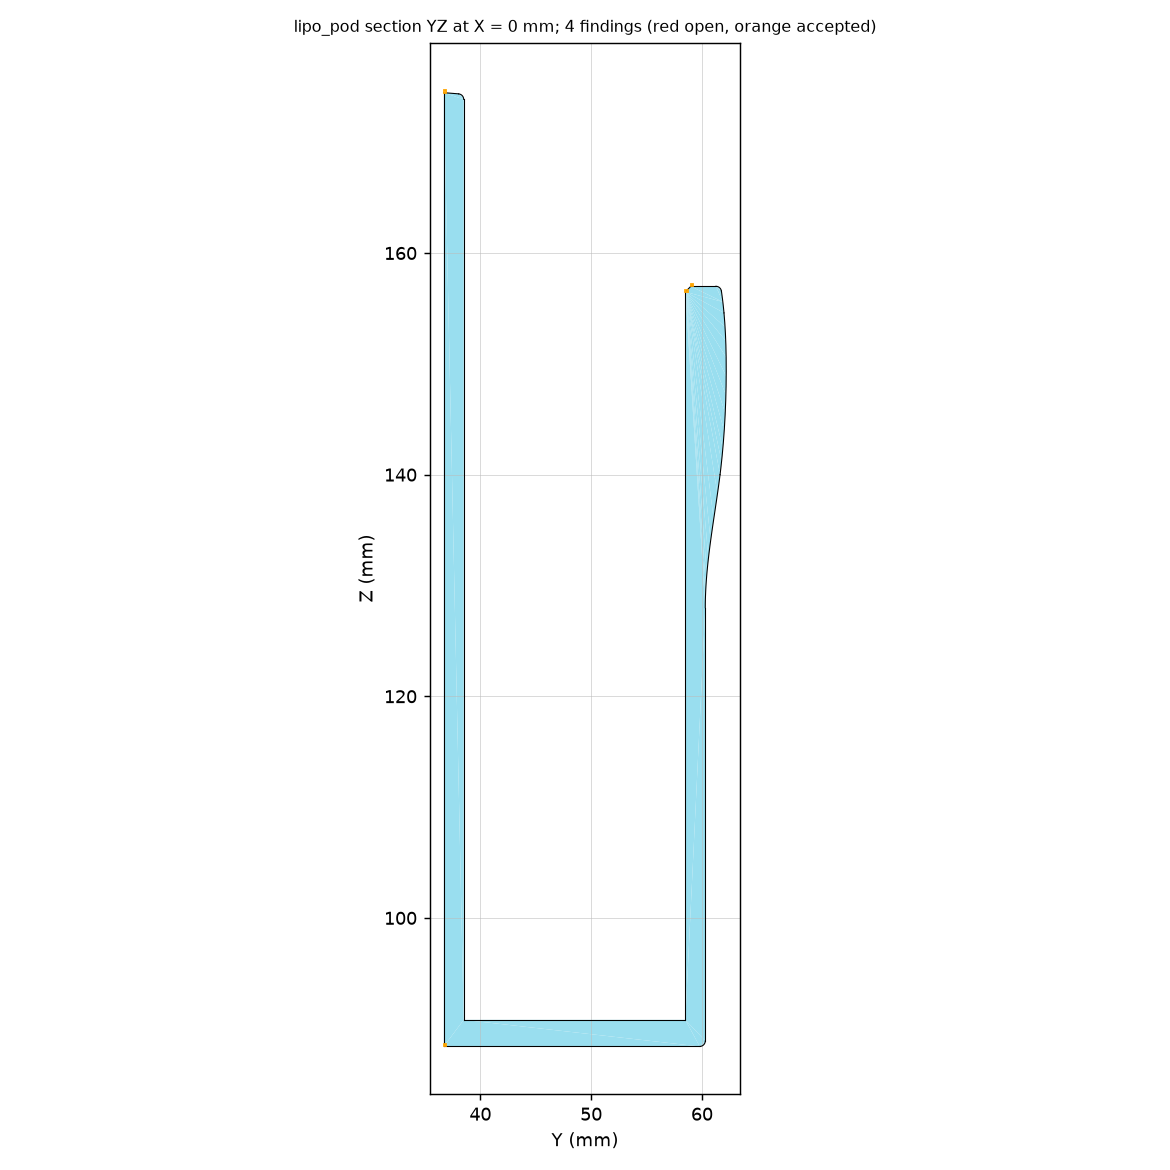 lipo_pod section YZ at X = 0 mm; 4 findings (red open, orange accepted)
160
140
120
100
Z (mm)
40 50 60
Y (mm)